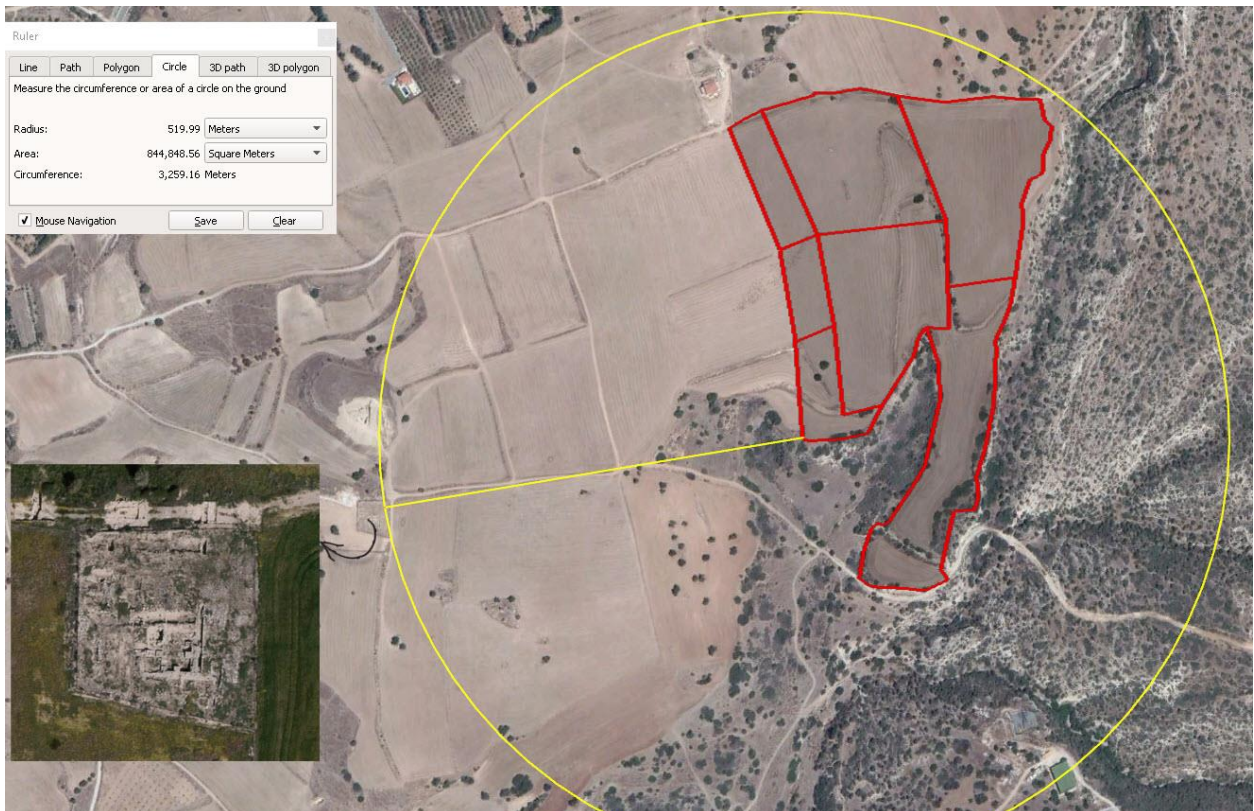 Ruler
Line Path Polygon Circle 3D path 3D polygon
Measure the circumference or area of a circle on the ground
Radius: 519.99 Meters
Area: 844,848.56 Square Meters
Circumference: 3,259.16 Meters
Mouse Navigation Save Clear